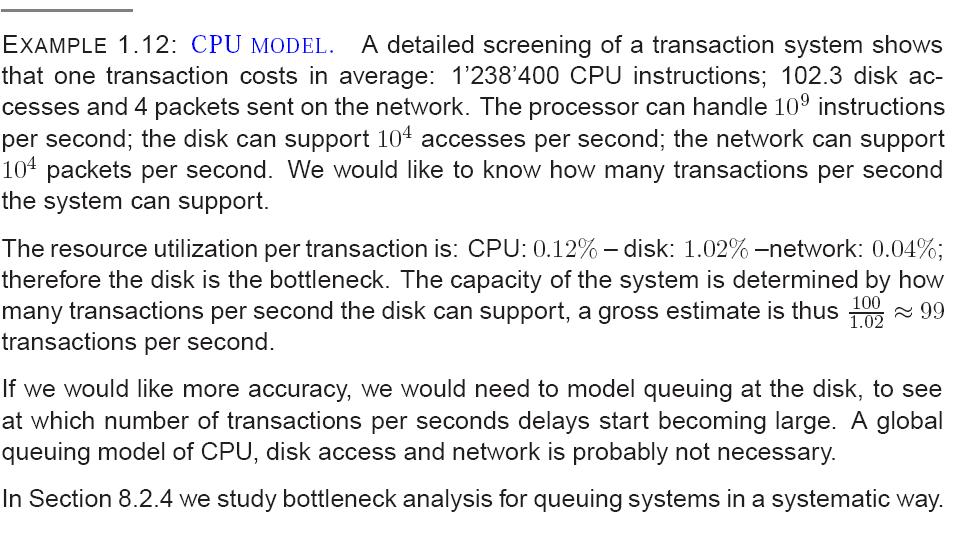 EXAMPLE 1.12: CPU MODEL. A detailed screening of a transaction system shows
that one transaction costs in average: 1'238'400 CPU instructions; 102.3 disk ac-
cesses and 4 packets sent on the network. The processor can handle 10⁹ instructions
per second; the disk can support 10⁴ accesses per second; the network can support
10⁴ packets per second. We would like to know how many transactions per second
the system can support.
The resource utilization per transaction is: CPU: 0.12% – disk: 1.02% –network: 0.04%;
therefore the disk is the bottleneck. The capacity of the system is determined by how
many transactions per second the disk can support, a gross estimate is thus 100/1.02 ≈ 99
transactions per second.
If we would like more accuracy, we would need to model queuing at the disk, to see
at which number of transactions per seconds delays start becoming large. A global
queuing model of CPU, disk access and network is probably not necessary.
In Section 8.2.4 we study bottleneck analysis for queuing systems in a systematic way.